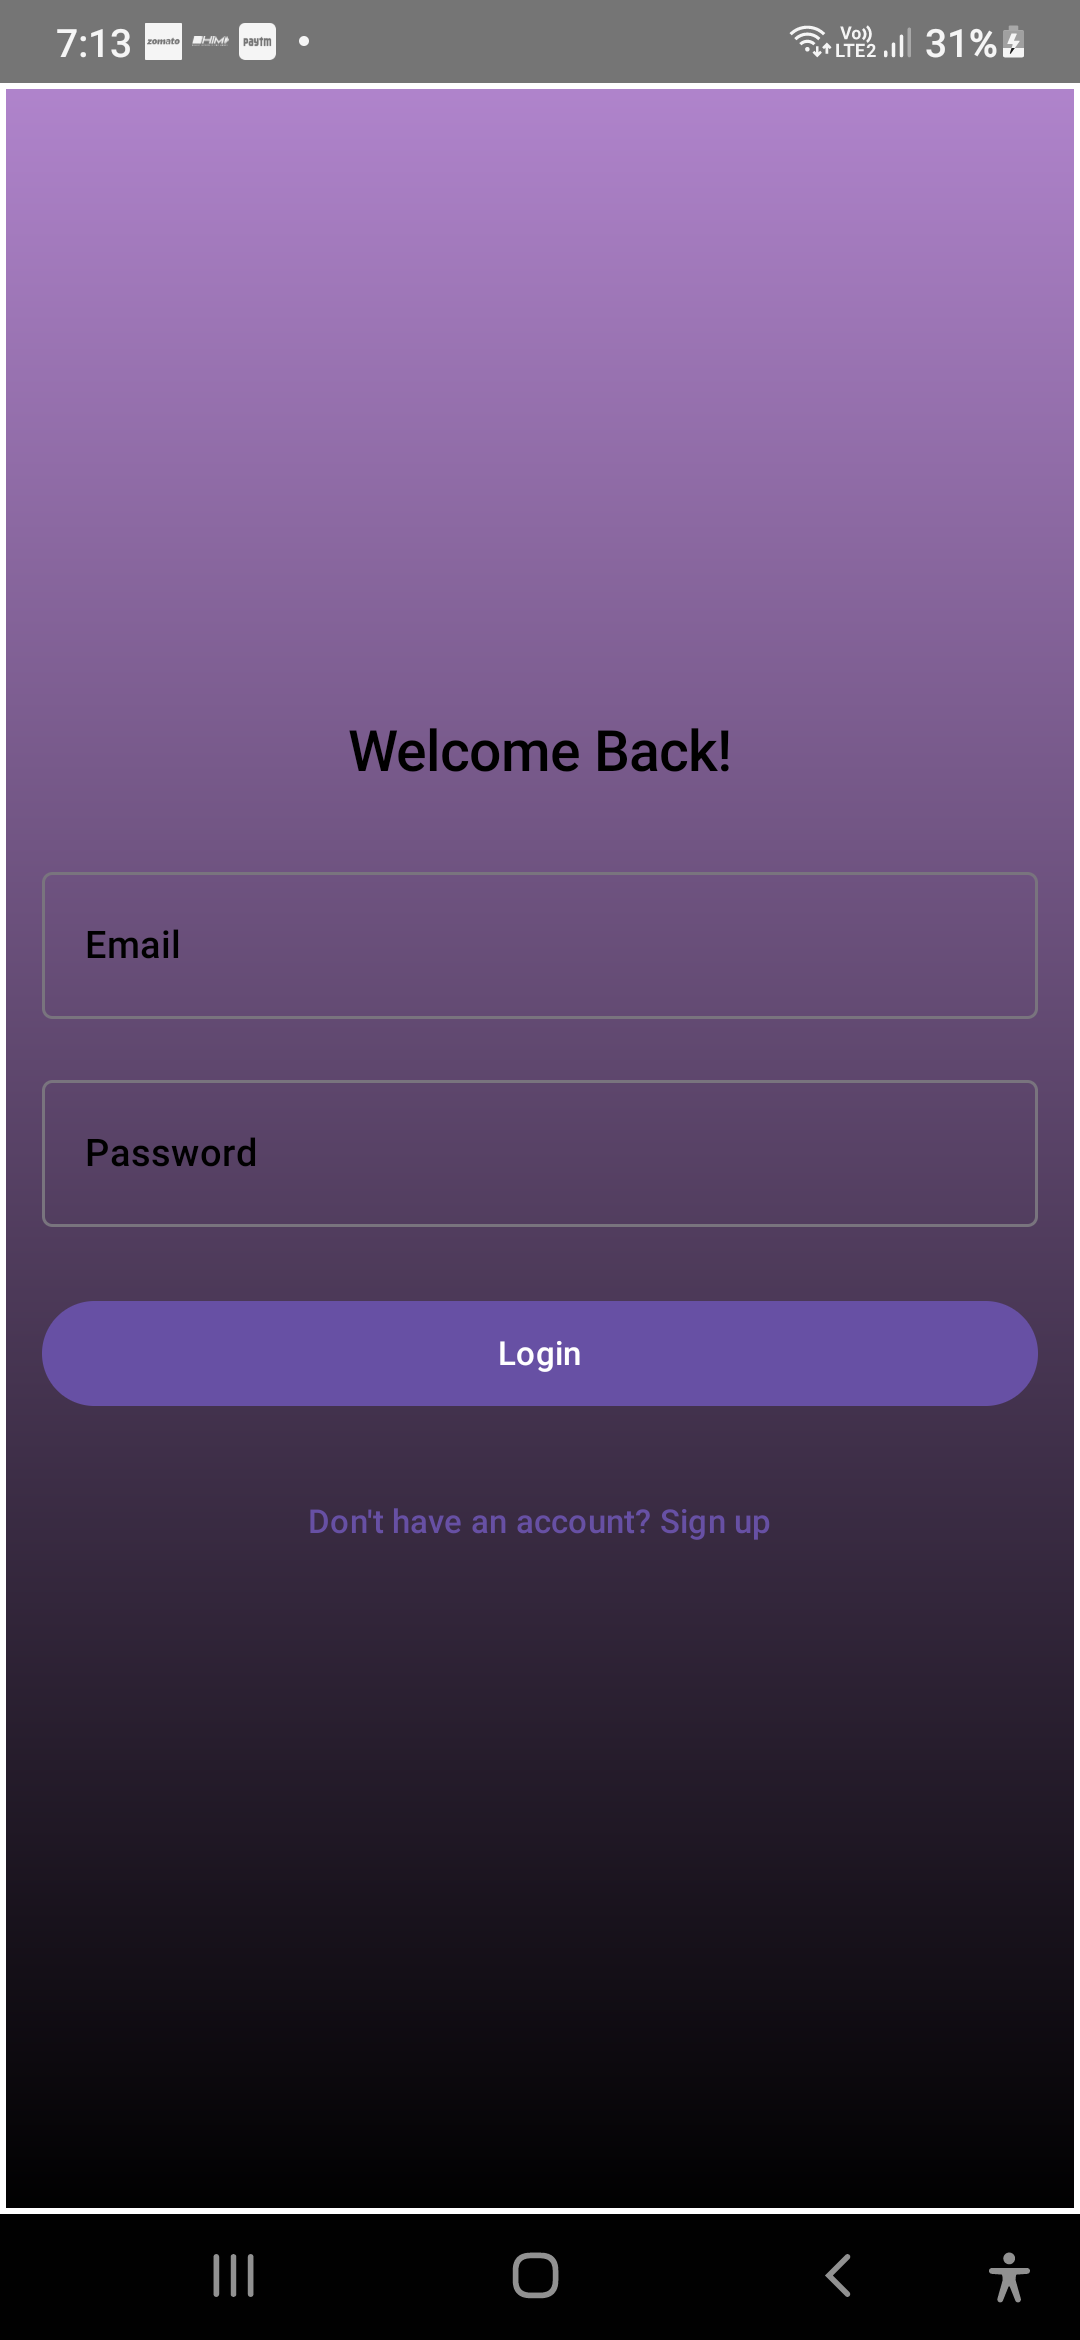 7:13 zomato BHIM paytm Vo)) LTE2 31%
Welcome Back!
Email
Password
Login
Don't have an account? Sign up